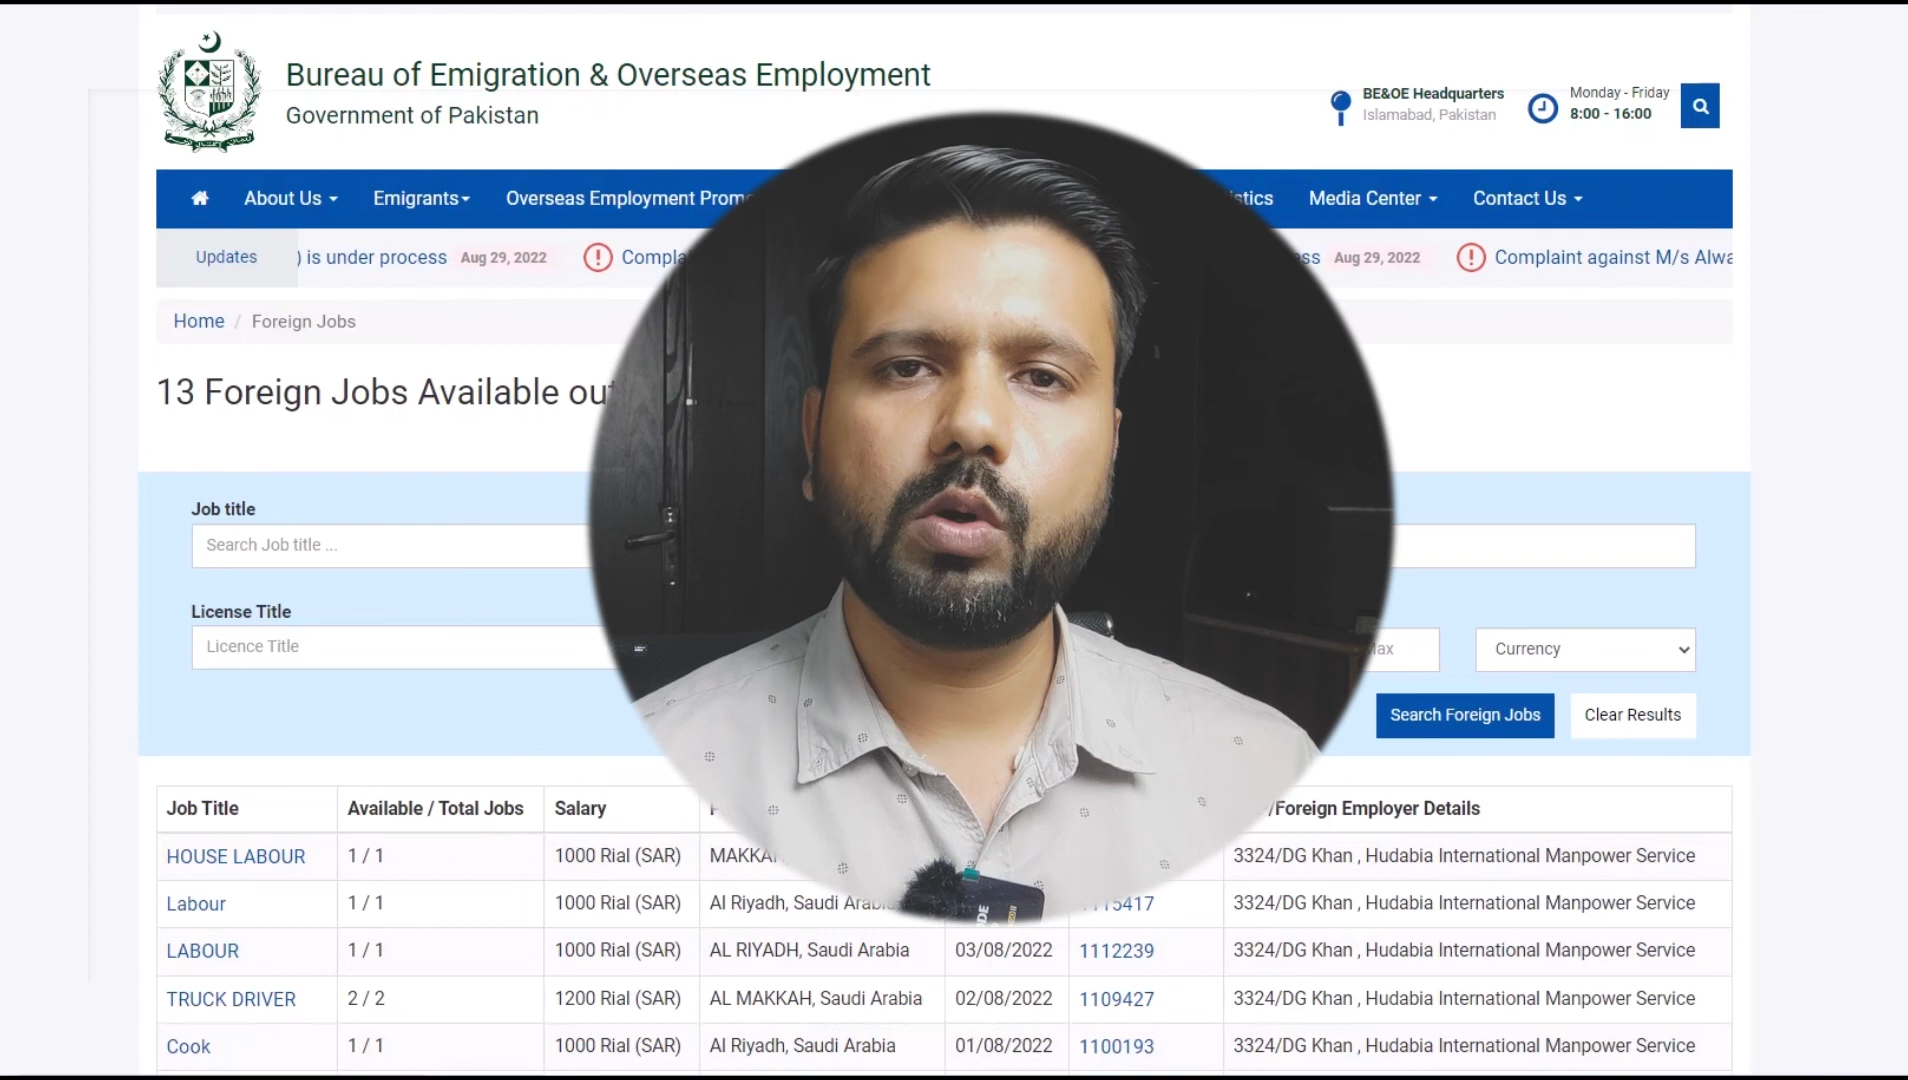 Bureau of Emigration & Overseas Employment
Government of Pakistan
BE&OE Headquarters
Islamabad, Pakistan
Monday - Friday
8:00 - 16:00
About Us
Emigrants
Overseas Employment
Media Center
Contact Us
Updates
) is under process Aug 29, 2022
Aug 29, 2022
Complaint against M/s
Home / Foreign Jobs
13 Foreign Jobs Available
Job title
Search Job title ...
License Title
Licence Title
Currency
Search Foreign Jobs
Clear Results
Job Title Available / Total Jobs Salary /Foreign Employer Details
HOUSE LABOUR 1 / 1 1000 Rial (SAR) 3324/DG Khan , Hudabia International Manpower Service
Labour 1 / 1 1000 Rial (SAR) Al Riyadh, Saudi 3324/DG Khan , Hudabia International Manpower Service
LABOUR 1 / 1 1000 Rial (SAR) AL RIYADH, Saudi Arabia 03/08/2022 1112239 3324/DG Khan , Hudabia International Manpower Service
TRUCK DRIVER 2 / 2 1200 Rial (SAR) AL MAKKAH, Saudi Arabia 02/08/2022 1109427 3324/DG Khan , Hudabia International Manpower Service
Cook 1 / 1 1000 Rial (SAR) Al Riyadh, Saudi Arabia 01/08/2022 1100193 3324/DG Khan , Hudabia International Manpower Service